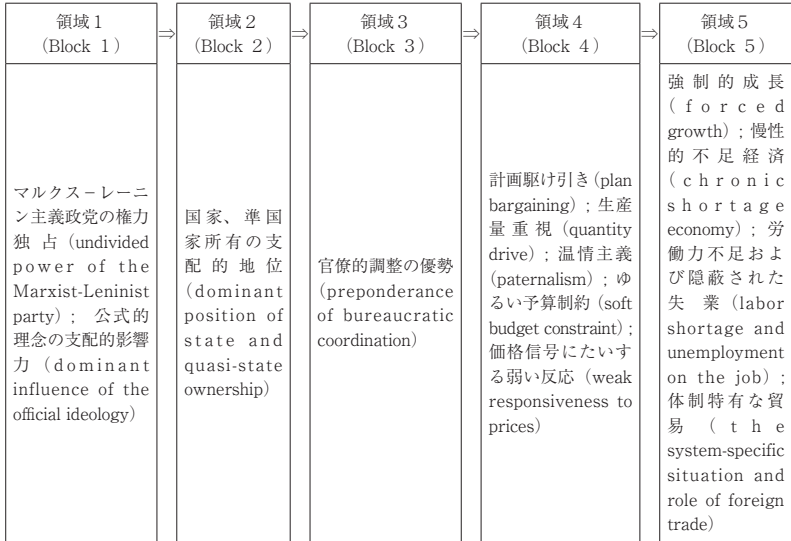 領域1
(Block 1)
⇒
領域2
(Block 2)
⇒
領域3
(Block 3)
⇒
領域4
(Block 4)
⇒
領域5
(Block 5)
マルクス－レーニ
ン主義政党の権力
独占(undivided
power of the
Marxist-Leninist
party); 公式的
理念の支配的影響
力(dominant
influence of the
official ideology)
国家、準国
家所有の支
配的地位
(dominant
position of
state and
quasi-state
ownership)
官僚的調整の優勢
(preponderance
of bureaucratic
coordination)
計画駆け引き(plan
bargaining); 生産
量重視(quantity
drive); 温情主義
(paternalism); ゆ
るい予算制約(soft
budget constraint);
価格信号にたいす
る弱い反応(weak
responsiveness to
prices)
強制的成長
(forced
growth); 慢性
的不足経済
(chronic
shortage
economy); 労
働力不足およ
び隠蔽された
失業(labor
shortage and
unemployment
on the job);
体制特有な貿
易(the
system-specific
situation and
role of foreign
trade)